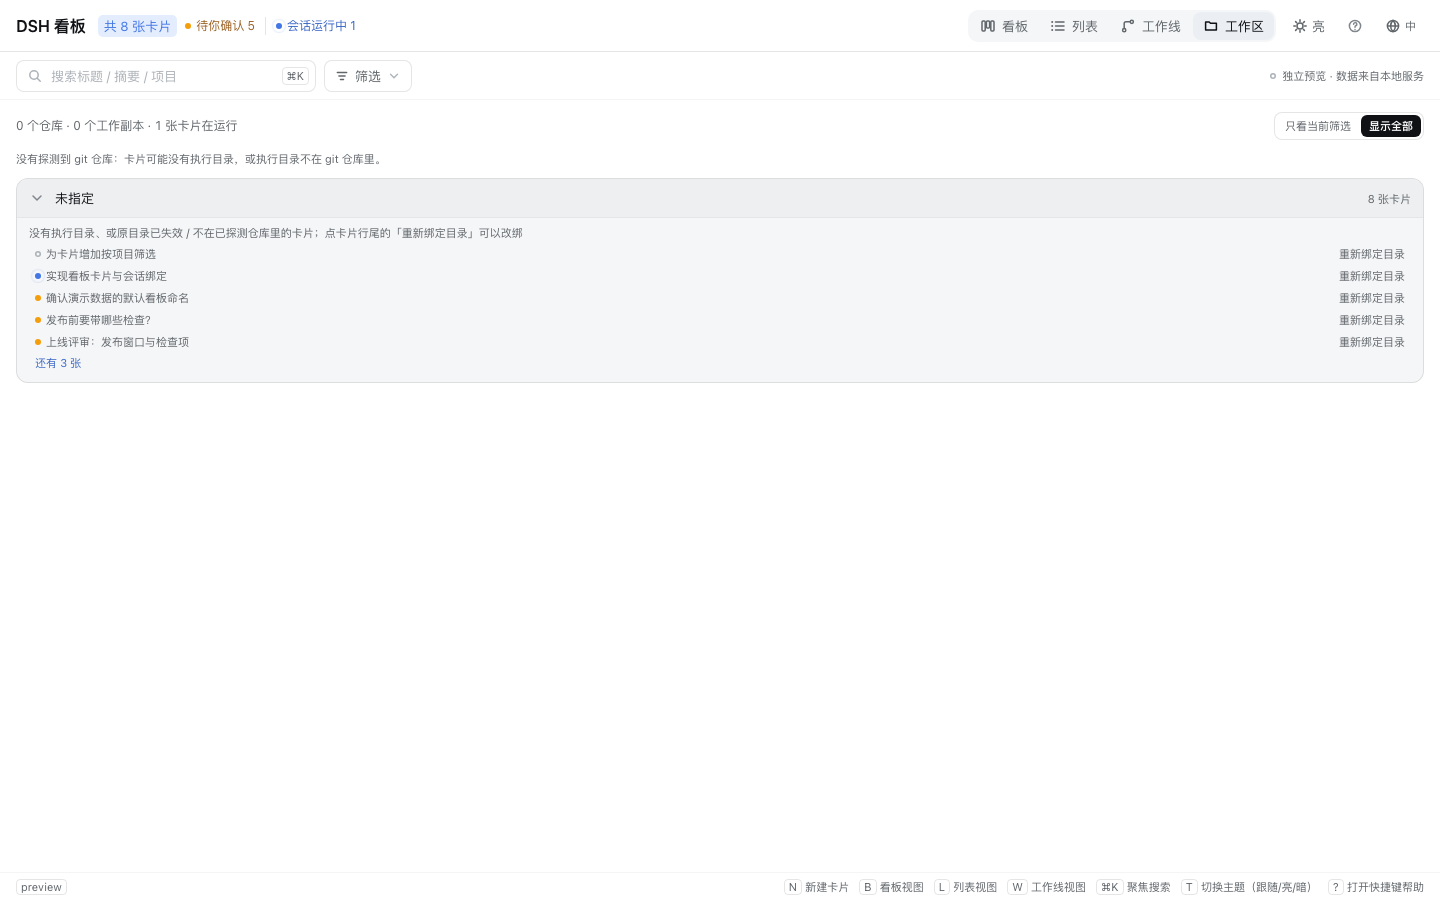 DSH 看板 共 8 张卡片 待你确认 5 会话运行中 1 看板 列表 工作线 工作区 亮 中
搜索标题 / 摘要 / 项目 ⌘K 筛选 独立预览 · 数据来自本地服务
0 个仓库 · 0 个工作副本 · 1 张卡片在运行 只看当前筛选 显示全部
没有探测到 git 仓库：卡片可能没有执行目录，或执行目录不在 git 仓库里。
未指定 8 张卡片
没有执行目录、或原目录已失效 / 不在已探测仓库里的卡片；点卡片行尾的「重新绑定目录」可以改绑
为卡片增加按项目筛选 重新绑定目录
实现看板卡片与会话绑定 重新绑定目录
确认演示数据的默认看板命名 重新绑定目录
发布前要带哪些检查？ 重新绑定目录
上线评审：发布窗口与检查项 重新绑定目录
还有 3 张
preview N 新建卡片 B 看板视图 L 列表视图 W 工作线视图 ⌘K 聚焦搜索 T 切换主题（跟随/亮/暗） ? 打开快捷键帮助